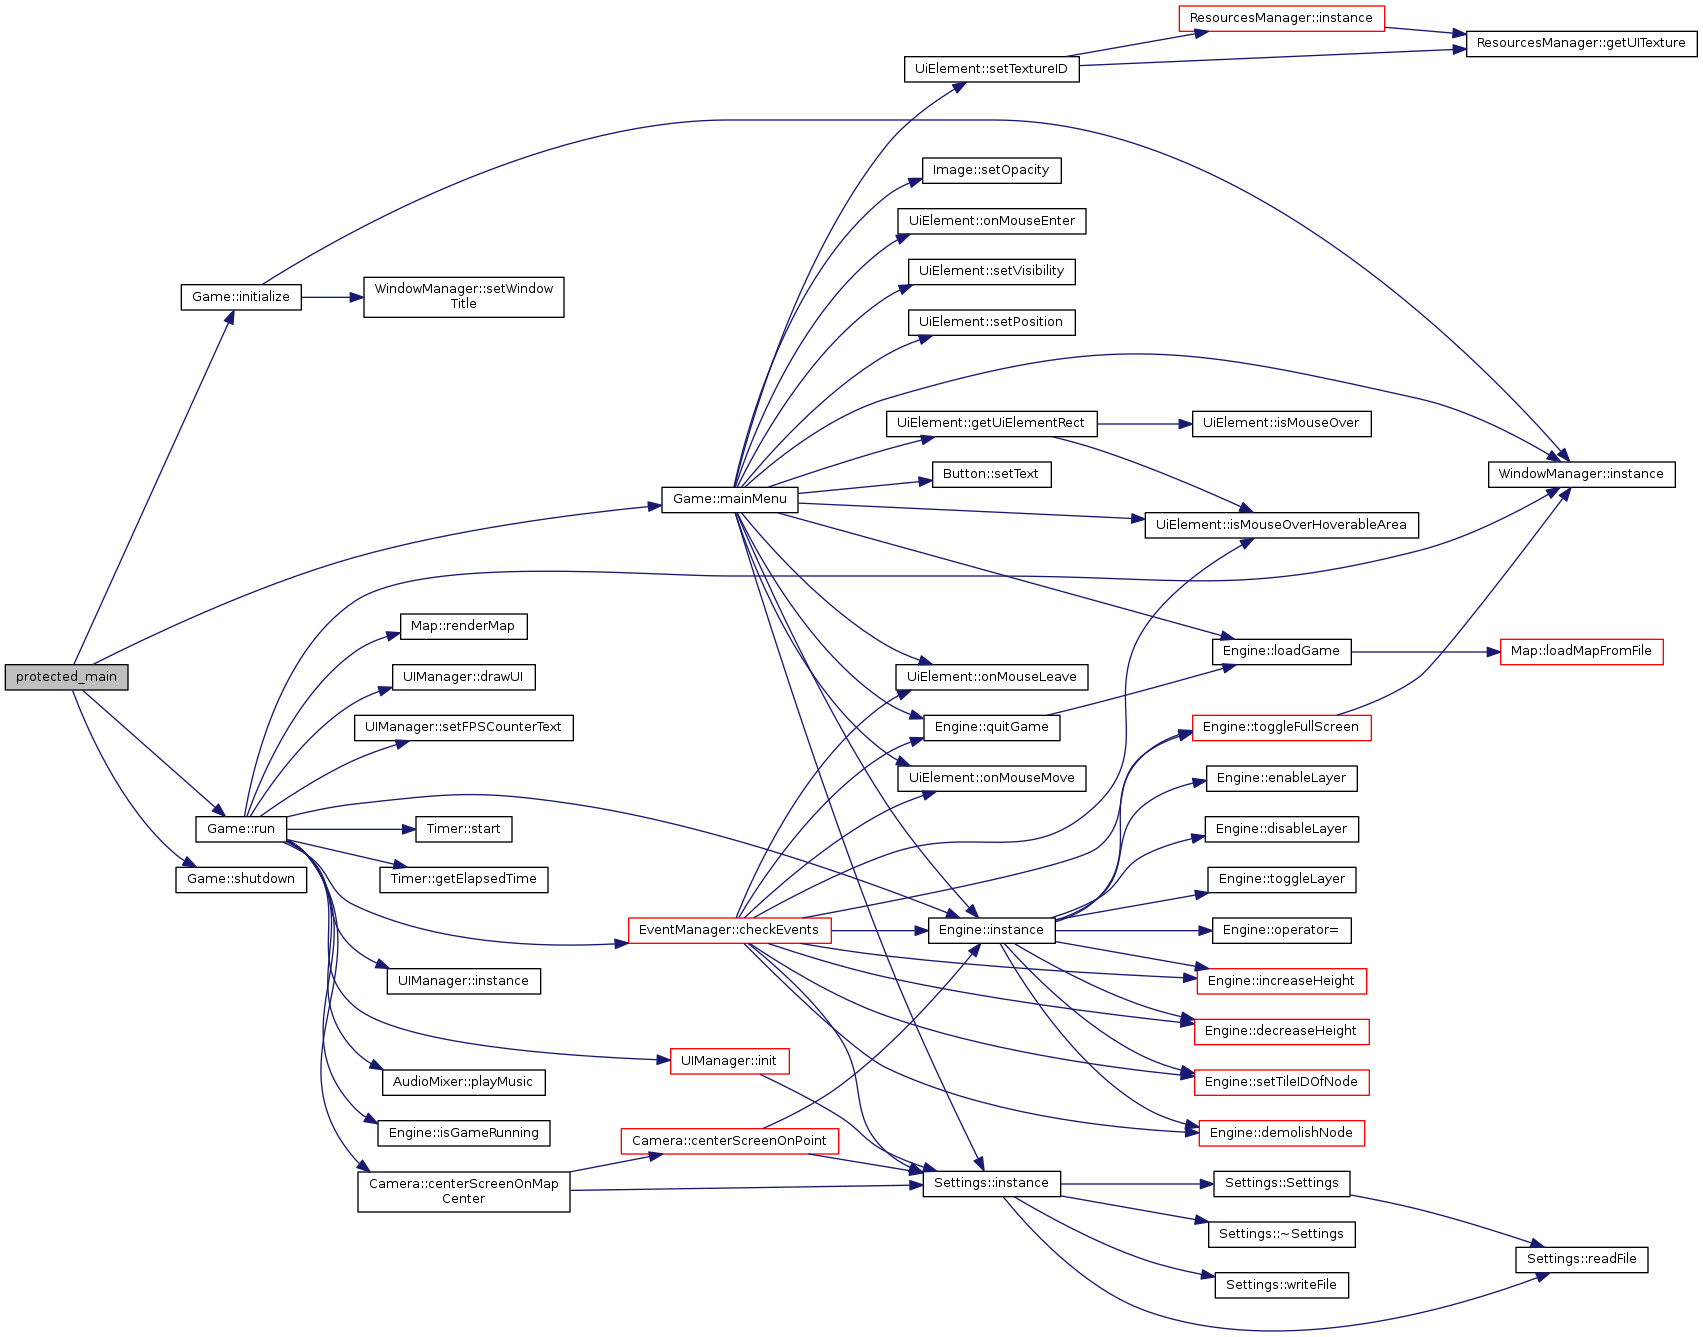 ResourcesManager::instance
ResourcesManager::getUITexture
UiElement::setTextureID
Image::setOpacity
UiElement::onMouseEnter
UiElement::setVisibility
Game::initialize
WindowManager::setWindow
Title
UiElement::setPosition
UiElement::getUiElementRect
UiElement::isMouseOver
Button::setText
WindowManager::instance
Game::mainMenu
UiElement::isMouseOverHoverableArea
Map::renderMap
Engine::loadGame
Map::loadMapFromFile
protected_main
UIManager::drawUI
UiElement::onMouseLeave
UIManager::setFPSCounterText
Engine::quitGame
Engine::toggleFullScreen
UiElement::onMouseMove
Engine::enableLayer
Game::run
Timer::start
Engine::disableLayer
Game::shutdown
Timer::getElapsedTime
Engine::toggleLayer
EventManager::checkEvents
Engine::instance
Engine::operator=
UIManager::instance
Engine::increaseHeight
Engine::decreaseHeight
UIManager::init
AudioMixer::playMusic
Engine::setTileIDOfNode
Engine::isGameRunning
Camera::centerScreenOnPoint
Engine::demolishNode
Camera::centerScreenOnMap
Center
Settings::instance
Settings::Settings
Settings::~Settings
Settings::readFile
Settings::writeFile